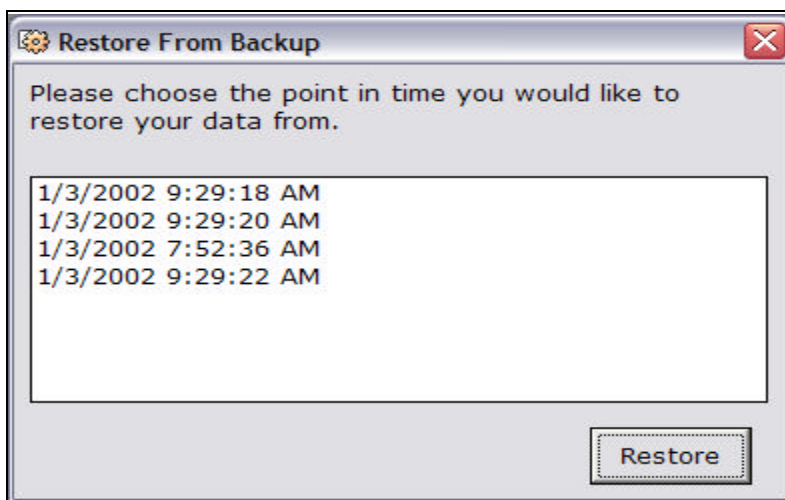 Restore From Backup
Please choose the point in time you would like to
restore your data from.
1/3/2002 9:29:18 AM
1/3/2002 9:29:20 AM
1/3/2002 7:52:36 AM
1/3/2002 9:29:22 AM
Restore